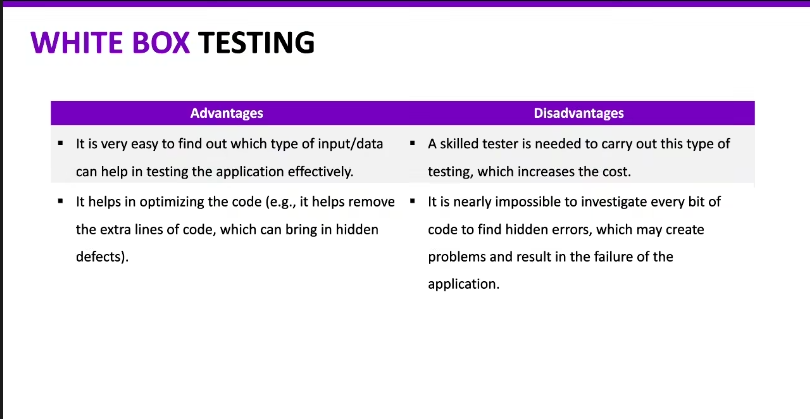 WHITE BOX TESTING
Advantages
Disadvantages
▪ It is very easy to find out which type of input/data
can help in testing the application effectively.
▪ A skilled tester is needed to carry out this type of
testing, which increases the cost.
▪ It helps in optimizing the code (e.g., it helps remove
the extra lines of code, which can bring in hidden
defects).
▪ It is nearly impossible to investigate every bit of
code to find hidden errors, which may create
problems and result in the failure of the
application.